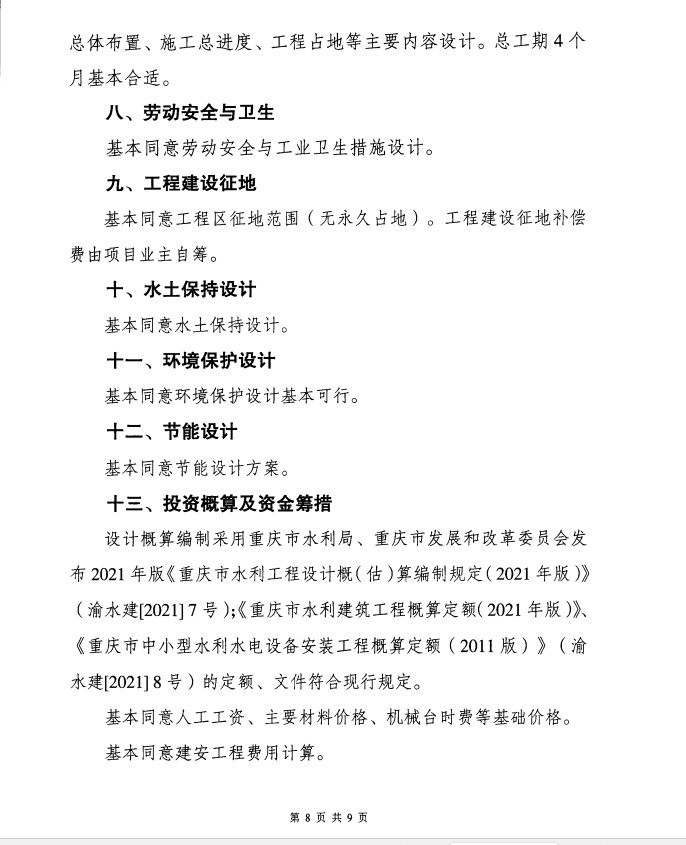 总体布置、施工总进度、工程占地等主要内容设计。总工期 4 个
月基本合适。
八、劳动安全与卫生
基本同意劳动安全与工业卫生措施设计。
九、工程建设征地
基本同意工程区征地范围（无永久占地）。工程建设征地补偿
费由项目业主自筹。
十、水土保持设计
基本同意水土保持设计。
十一、环境保护设计
基本同意环境保护设计基本可行。
十二、节能设计
基本同意节能设计方案。
十三、投资概算及资金筹措
设计概算编制采用重庆市水利局、重庆市发展和改革委员会发
布 2021 年版《重庆市水利工程设计概（估）算编制规定（2021 年版）》
（渝水建[2021] 7 号）；《重庆市水利建筑工程概算定额（2021 年版）》、
《重庆市中小型水利水电设备安装工程概算定额（2011 版）》（渝
水建[2021] 8 号）的定额、文件符合现行规定。
基本同意人工工资、主要材料价格、机械台时费等基础价格。
基本同意建安工程费用计算。
第 8 页 共 9 页